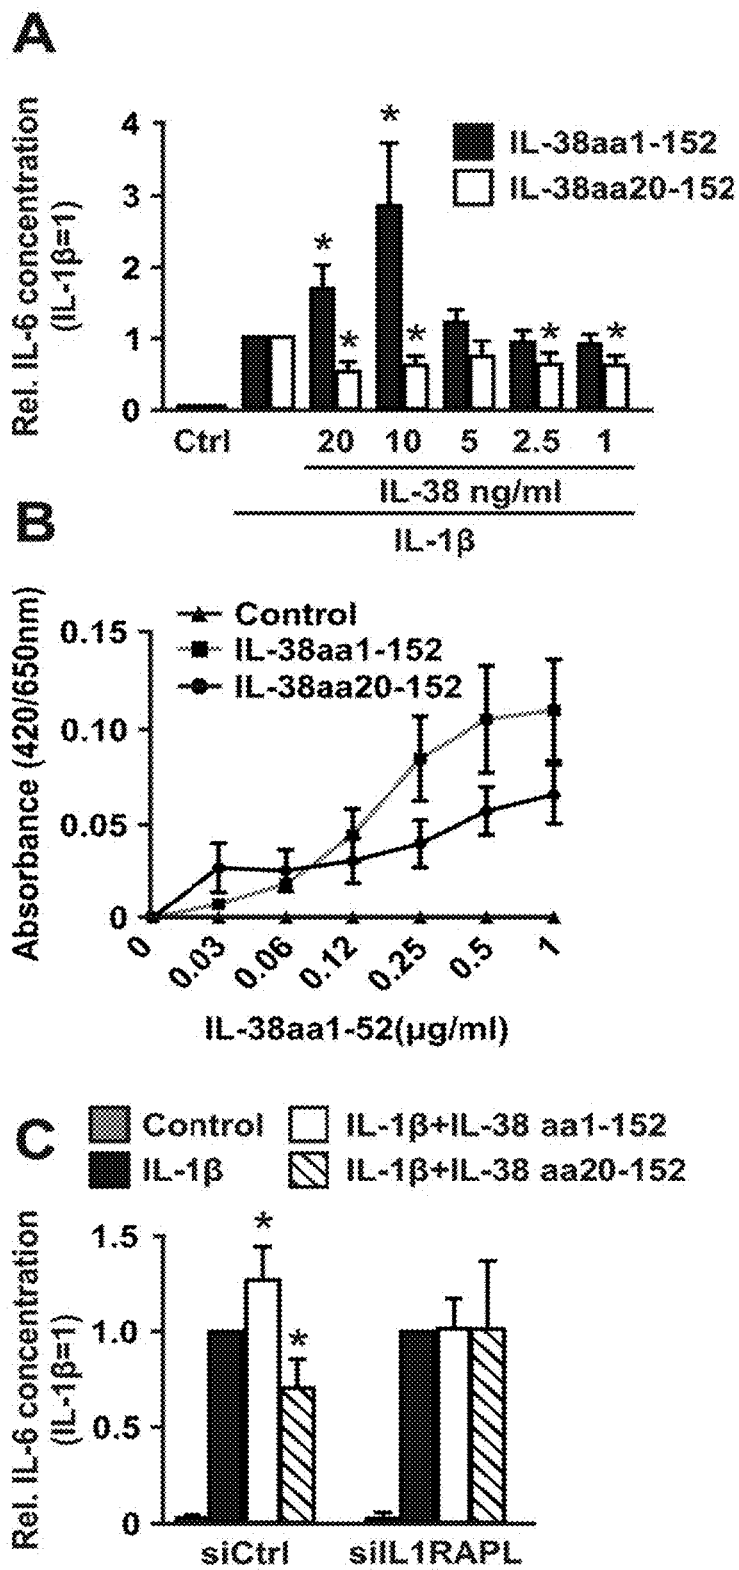 A
Rel. IL-6 concentration
(IL-1β=1)
4
3
2
1
0
IL-38aa1-152
IL-38aa20-152
* * * * * *
Ctrl 20 10 5 2.5 1
IL-38 ng/ml
IL-1β
B
Absorbance (420/650nm)
0.15
0.10
0.05
0
Control
IL-38aa1-152
IL-38aa20-152
0 0.03 0.06 0.12 0.25 0.5 1
IL-38aa1-52(µg/ml)
C
Control
IL-1β
IL-1β+IL-38 aa1-152
IL-1β+IL-38 aa20-152
Rel. IL-6 concentration
(IL-1β=1)
1.5
1.0
0.5
0
* *
siCtrl siIL1RAPL